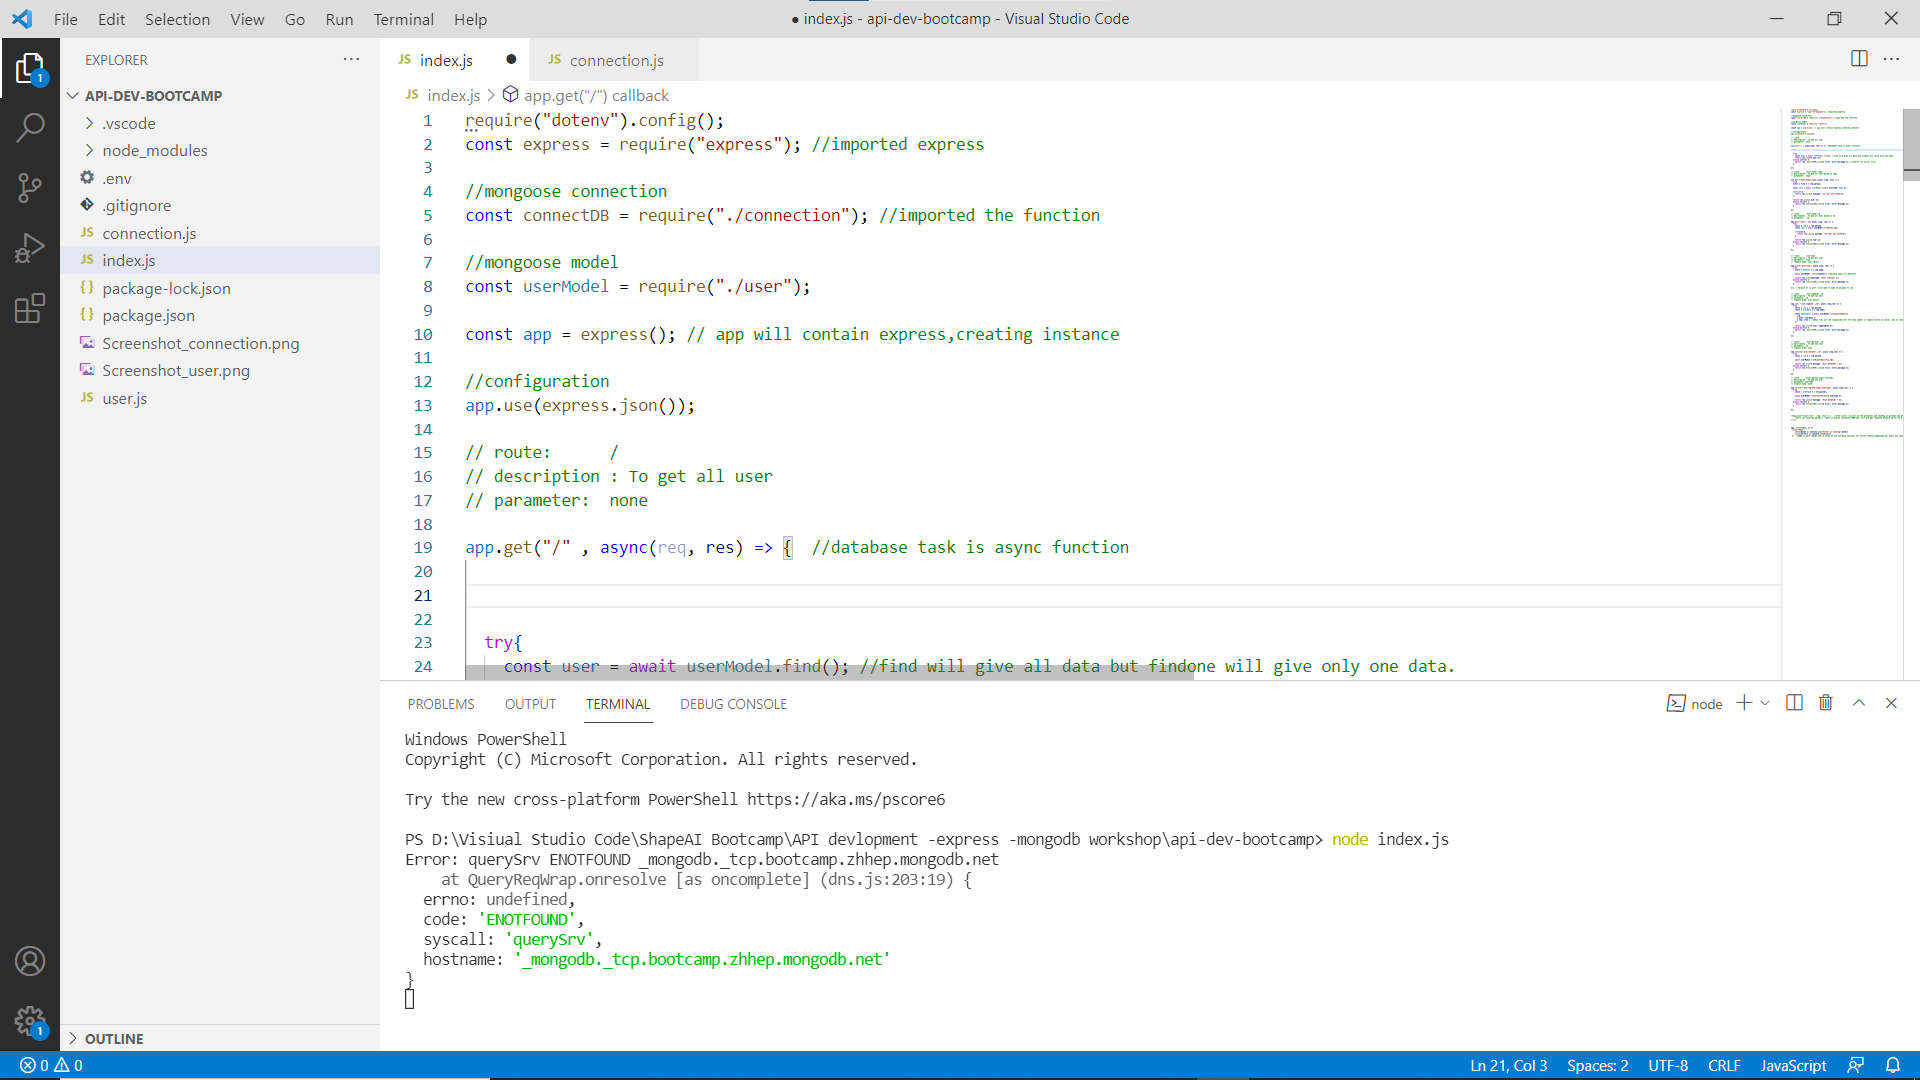 File Edit Selection View Go Run Terminal Help
● index.js - api-dev-bootcamp - Visual Studio Code
EXPLORER
API-DEV-BOOTCAMP
.vscode
node_modules
.env
.gitignore
JS connection.js
JS index.js
{} package-lock.json
{} package.json
Screenshot_connection.png
Screenshot_user.png
JS user.js
OUTLINE
1
1
JS index.js ●
JS connection.js
JS index.js > app.get("/") callback
1 require("dotenv").config();
2 const express = require("express"); //imported express
3
4 //mongoose connection
5 const connectDB = require("./connection"); //imported the function
6
7 //mongoose model
8 const userModel = require("./user");
9
10 const app = express(); // app will contain express,creating instance
11
12 //configuration
13 app.use(express.json());
14
15 // route: /
16 // description : To get all user
17 // parameter: none
18
19 app.get("/" , async(req, res) => { //database task is async function
20
21
22
23 try{
24 const user = await userModel.find(); //find will give all data but findone will give only one data.
PROBLEMS OUTPUT TERMINAL DEBUG CONSOLE
node
Windows PowerShell
Copyright (C) Microsoft Corporation. All rights reserved.
Try the new cross-platform PowerShell https://aka.ms/pscore6
PS D:\Visiual Studio Code\ShapeAI Bootcamp\API devlopment -express -mongodb workshop\api-dev-bootcamp> node index.js
Error: querySrv ENOTFOUND _mongodb._tcp.bootcamp.zhhep.mongodb.net
at QueryReqWrap.onresolve [as oncomplete] (dns.js:203:19) {
errno: undefined,
code: 'ENOTFOUND',
syscall: 'querySrv',
hostname: '_mongodb._tcp.bootcamp.zhhep.mongodb.net'
}
0 0
Ln 21, Col 3 Spaces: 2 UTF-8 CRLF JavaScript